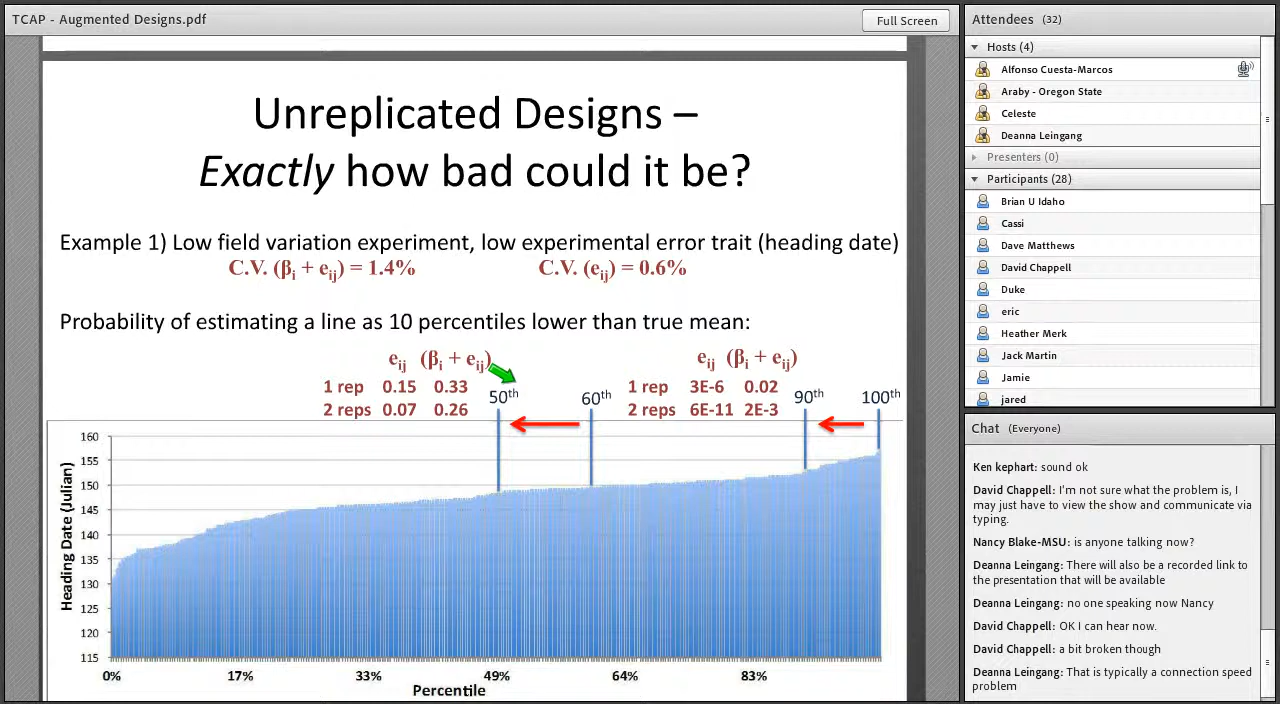 TCAP - Augmented Designs.pdf
Full Screen
Unreplicated Designs –
Exactly how bad could it be?
Example 1) Low field variation experiment, low experimental error trait (heading date)
C.V. (βi + eij) = 1.4% C.V. (eij) = 0.6%
Probability of estimating a line as 10 percentiles lower than true mean:
eij (βi + eij) eij (βi + eij)
1 rep 0.15 0.33 1 rep 3E-6 0.02
50th 60th 90th 100th
2 reps 0.07 0.26 2 reps 6E-11 2E-3
160
155
150
145
140
135
130
125
120
115
Heading Date (Julian)
0% 17% 33% 49% 64% 83%
Percentile
Attendees (32)
Hosts (4)
Alfonso Cuesta-Marcos
Araby - Oregon State
Celeste
Deanna Leingang
Presenters (0)
Participants (28)
Brian U Idaho
Cassi
Dave Matthews
David Chappell
Duke
eric
Heather Merk
Jack Martin
Jamie
jared
Chat (Everyone)
Ken kephart: sound ok
David Chappell: I'm not sure what the problem is, I
may just have to view the show and communicate via
typing.
Nancy Blake-MSU: is anyone talking now?
Deanna Leingang: There will also be a recorded link to
the presentation that will be available
Deanna Leingang: no one speaking now Nancy
David Chappell: OK I can hear now.
David Chappell: a bit broken though
Deanna Leingang: That is typically a connection speed
problem